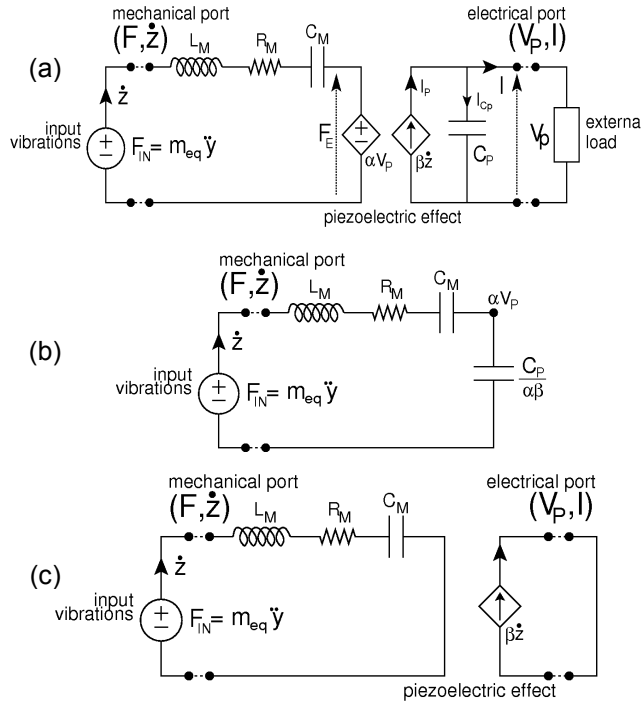 mechanical port
(F,ż)
L_M
R_M
C_M
electrical port
(V_P,I)
(a)
ż
I_P
I
I_Cp
input
vibrations
F_IN= m_eq ÿ
F_E
αV_P
βż
C_P
V_p
externa
load
piezoelectric effect
mechanical port
(F,ż)
L_M
R_M
C_M
αV_P
(b)
ż
input
vibrations
F_IN= m_eq ÿ
C_P
αβ
mechanical port
(F,ż)
L_M
R_M
C_M
electrical port
(V_P,I)
(c)
ż
input
vibrations
F_IN= m_eq ÿ
βż
piezoelectric effect